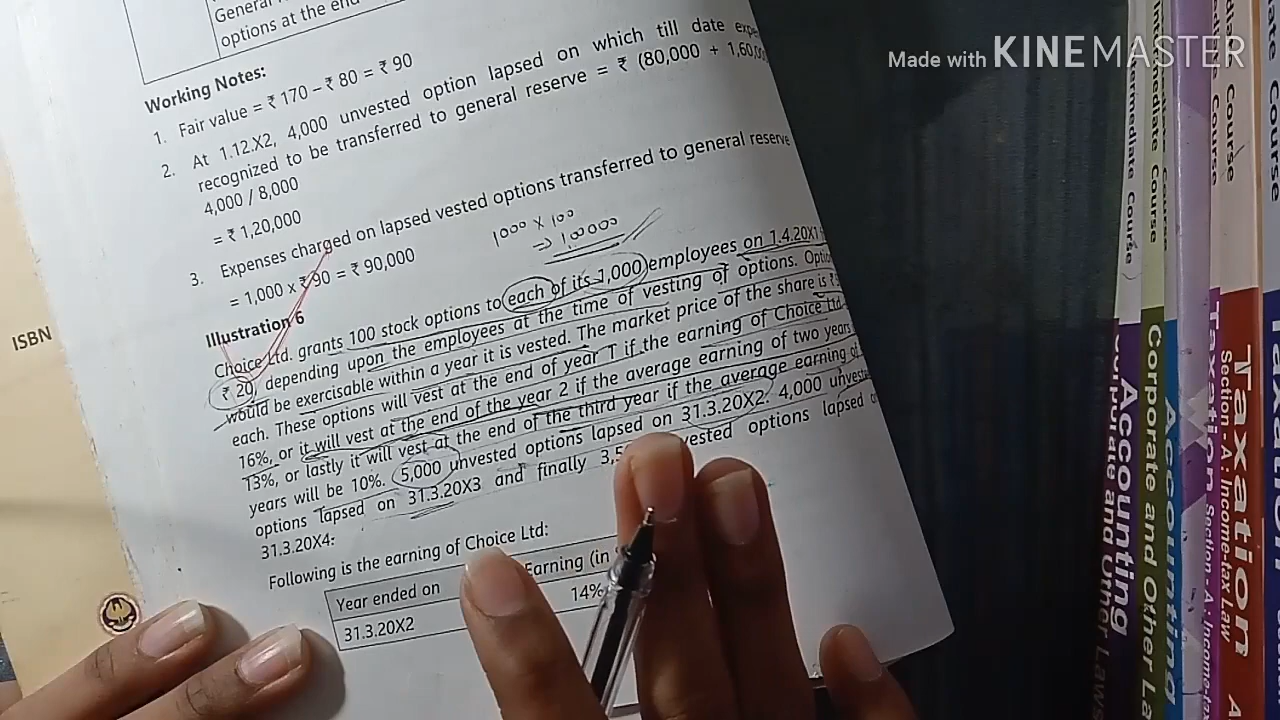 General
options at the end
Working Notes:
1. Fair value = ₹ 170 – ₹ 80 = ₹ 90
2. At 1.12.X2, 4,000 unvested option lapsed on which till date
recognized to be transferred to general reserve = ₹ (80,000 + 1,60,
4,000 / 8,000
= ₹ 1,20,000
3. Expenses charged on lapsed vested options transferred to general reserve
= 1,000 x ₹ 90 = ₹ 90,000
1000 x 100
⇒ 1,00000
Illustration 6
Choice Ltd. grants 100 stock options to each of its 1,000 employees on 1.4.20X1
₹ 20, depending upon the employees at the time of vesting of options.
would be exercisable within a year it is vested. The market price of the share is
each. These options will vest at the end of year 1 if the earning of Choice Ltd.
16%, or it will vest at the end of the year 2 if the average earning of two years
13%, or lastly it will vest at the end of the third year if the average earning of
years will be 10%. 5,000 unvested options lapsed on 31.3.20X2. 4,000
options lapsed on 31.3.20X3 and finally 3,5 vested options lapsed
31.3.20X4:
Following is the earning of Choice Ltd:
Year ended on Earning (in
31.3.20X2 14%
ISBN
Made with KINEMASTER
Intermediate Course
Accounting
Corporate and Other
Corporate and Other Laws
Taxation
Section - A : Income-tax Law
Taxation